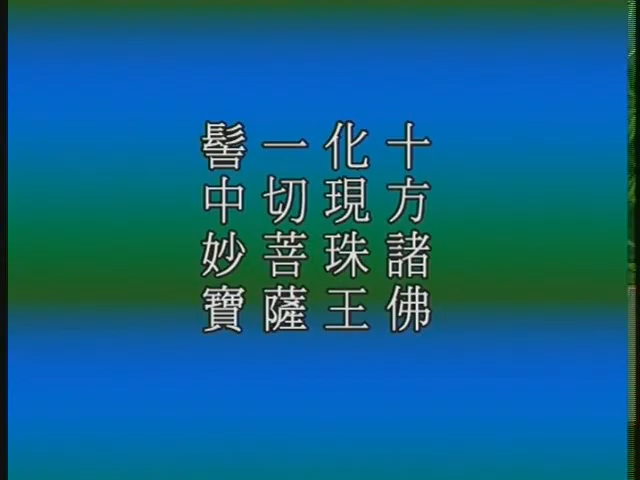 十方諸佛
化現珠王
一切菩薩
髻中妙寶